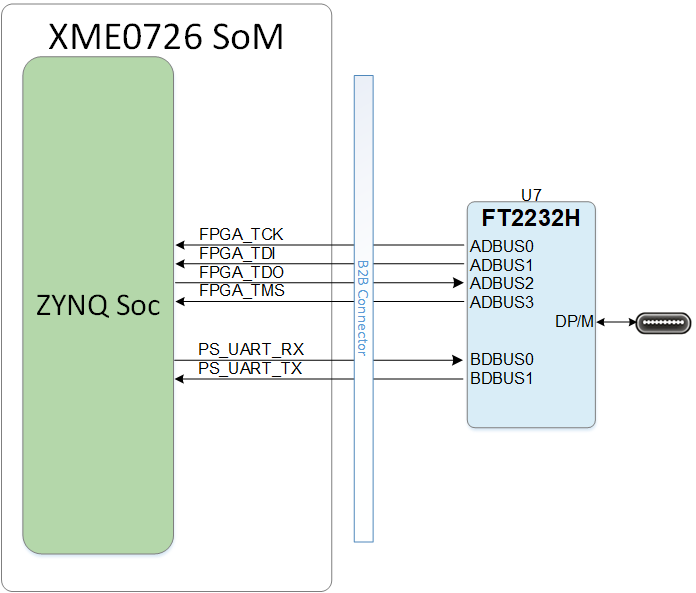 XME0726 SoM
ZYNQ Soc
FPGA_TCK
FPGA_TDI
FPGA_TDO
FPGA_TMS
PS_UART_RX
PS_UART_TX
B2B Connector
U7
FT2232H
ADBUS0
ADBUS1
ADBUS2
ADBUS3
DP/M
BDBUS0
BDBUS1